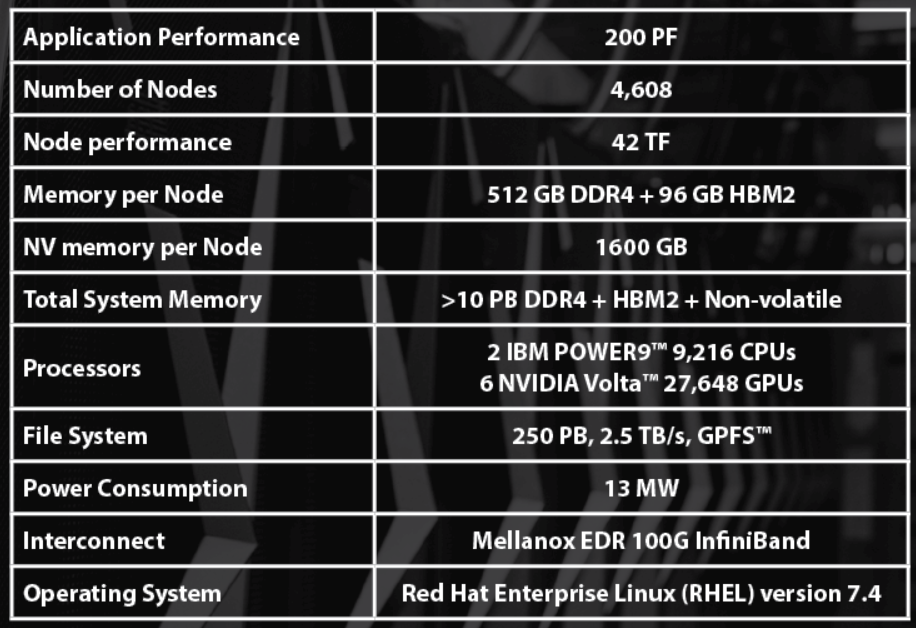 Application Performance 200 PF
Number of Nodes 4,608
Node performance 42 TF
Memory per Node 512 GB DDR4 + 96 GB HBM2
NV memory per Node 1600 GB
Total System Memory >10 PB DDR4 + HBM2 + Non-volatile
Processors 2 IBM POWER9™ 9,216 CPUs
6 NVIDIA Volta™ 27,648 GPUs
File System 250 PB, 2.5 TB/s, GPFS™
Power Consumption 13 MW
Interconnect Mellanox EDR 100G InfiniBand
Operating System Red Hat Enterprise Linux (RHEL) version 7.4